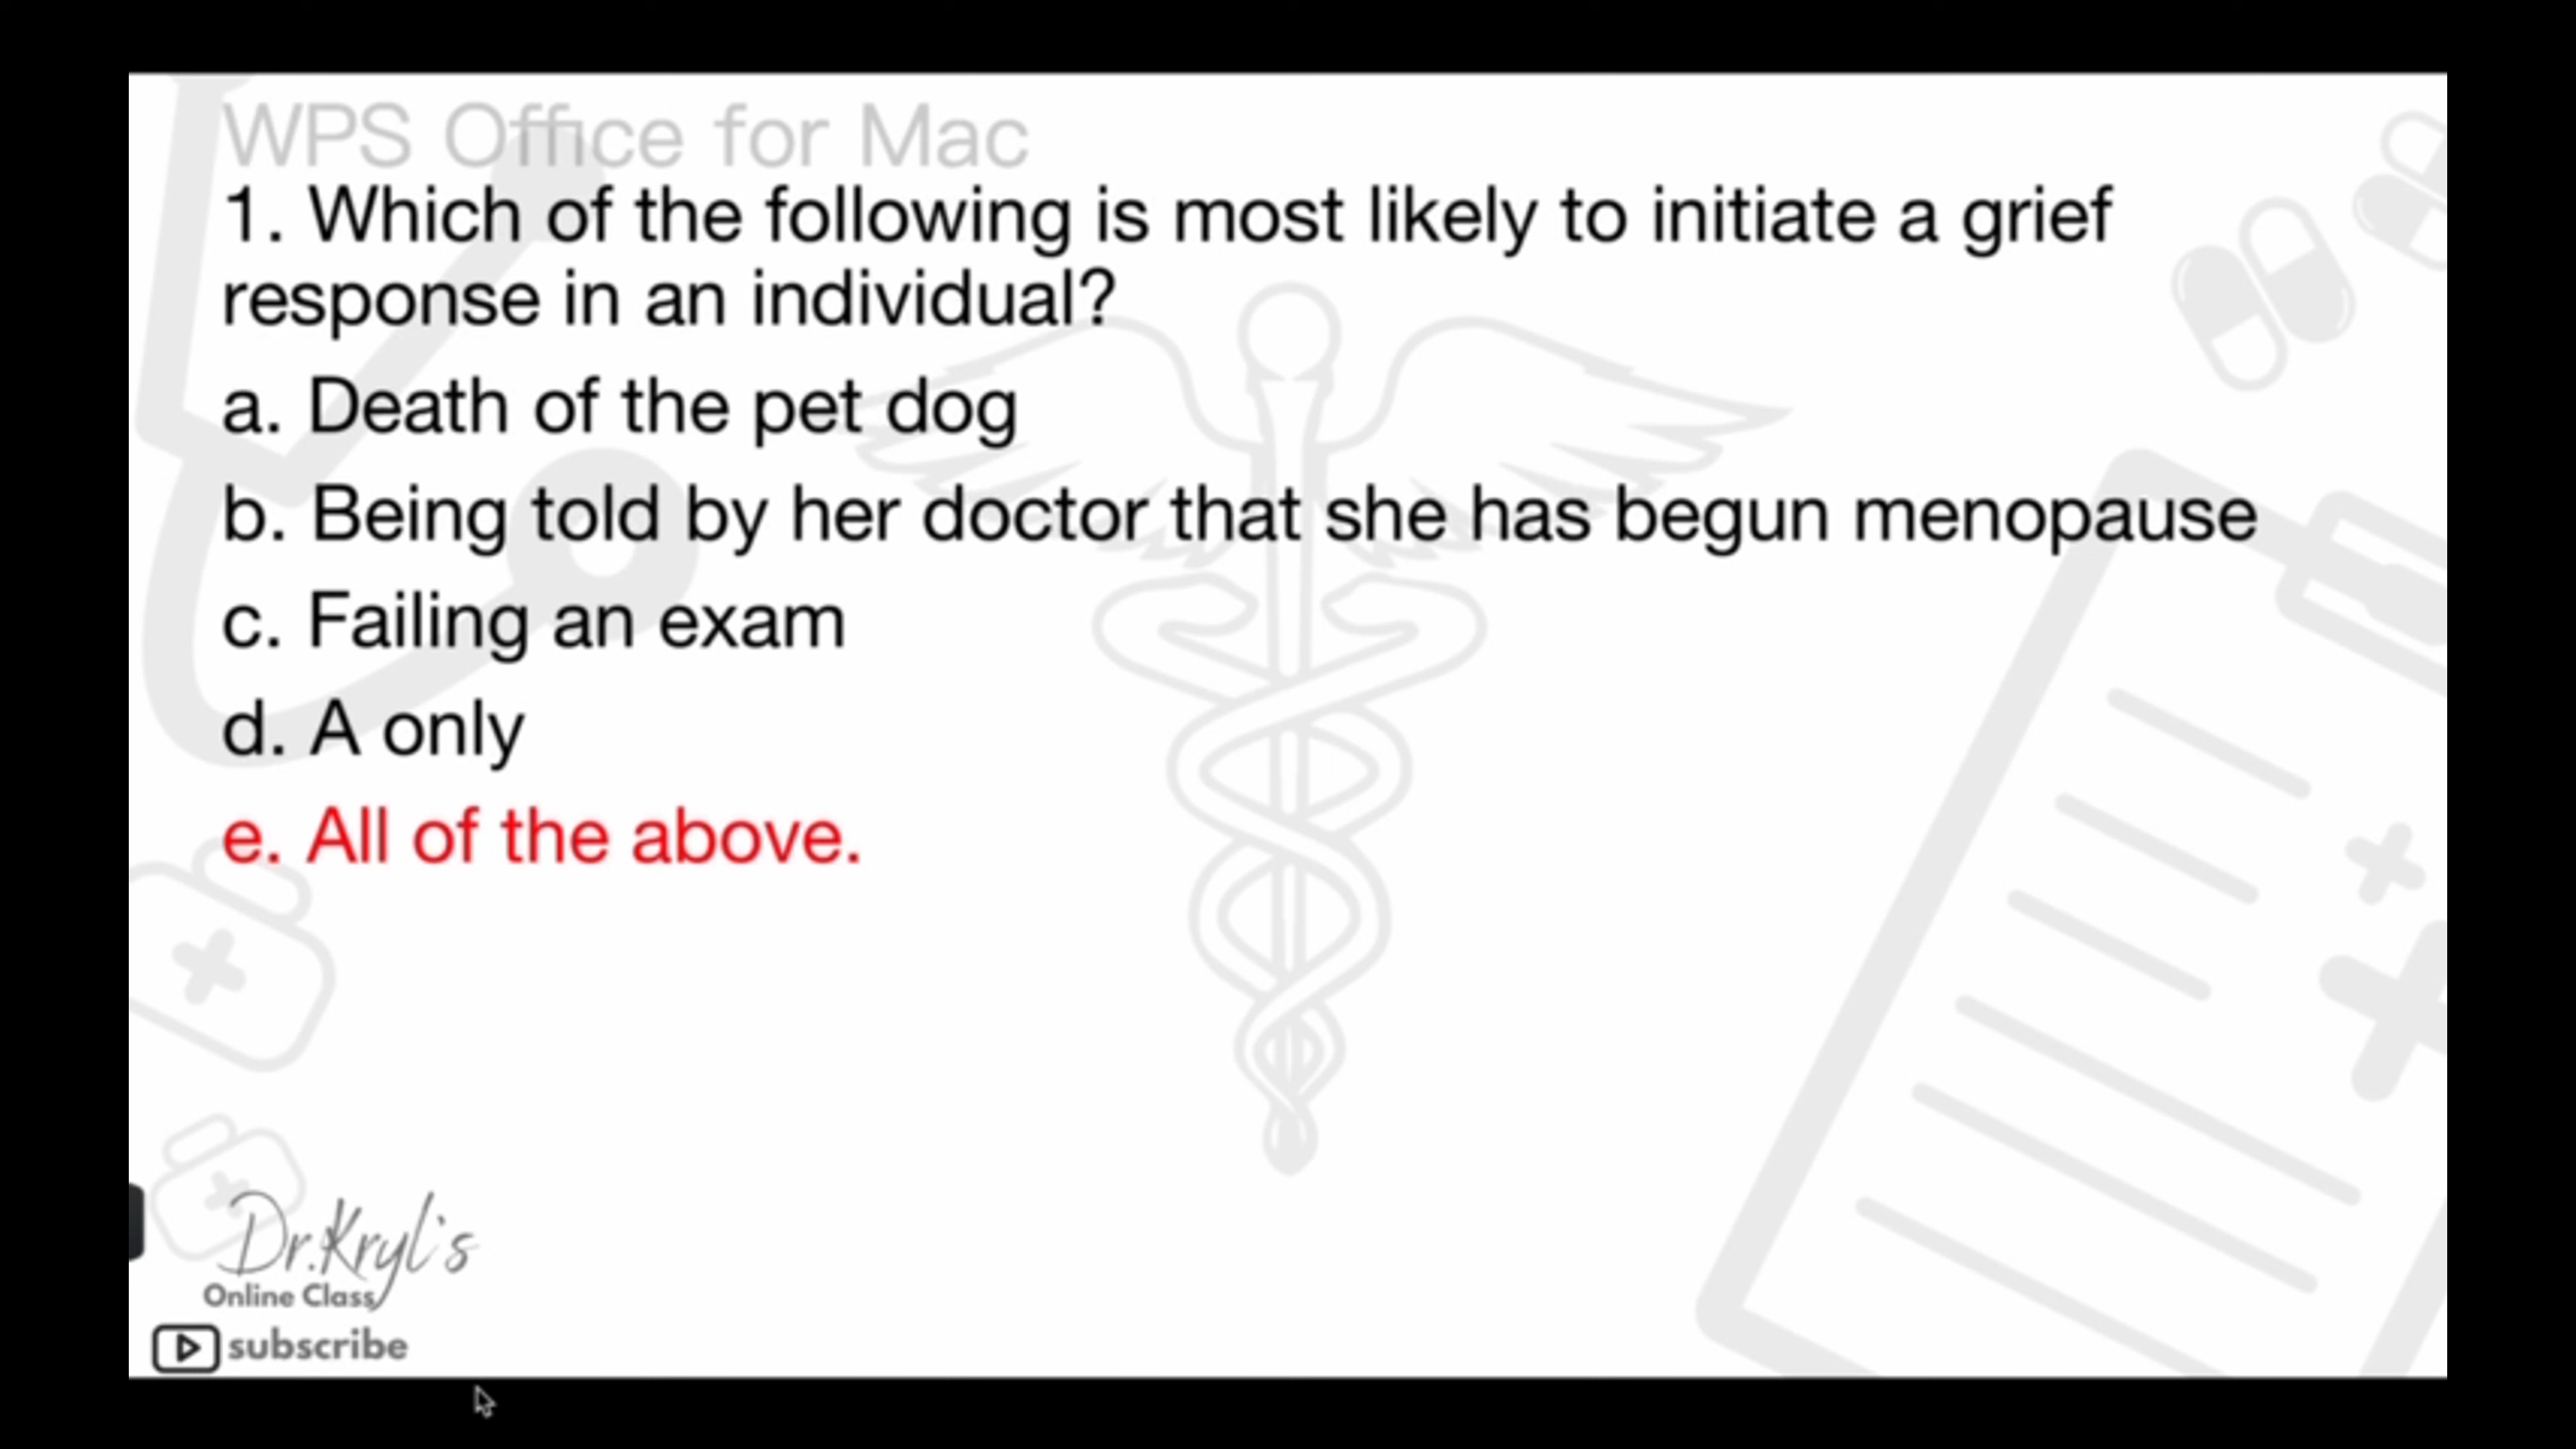 WPS Office for Mac
1. Which of the following is most likely to initiate a grief
response in an individual?
a. Death of the pet dog
b. Being told by her doctor that she has begun menopause
c. Failing an exam
d. A only
e. All of the above.
Dr.Kryl's
Online Class
subscribe